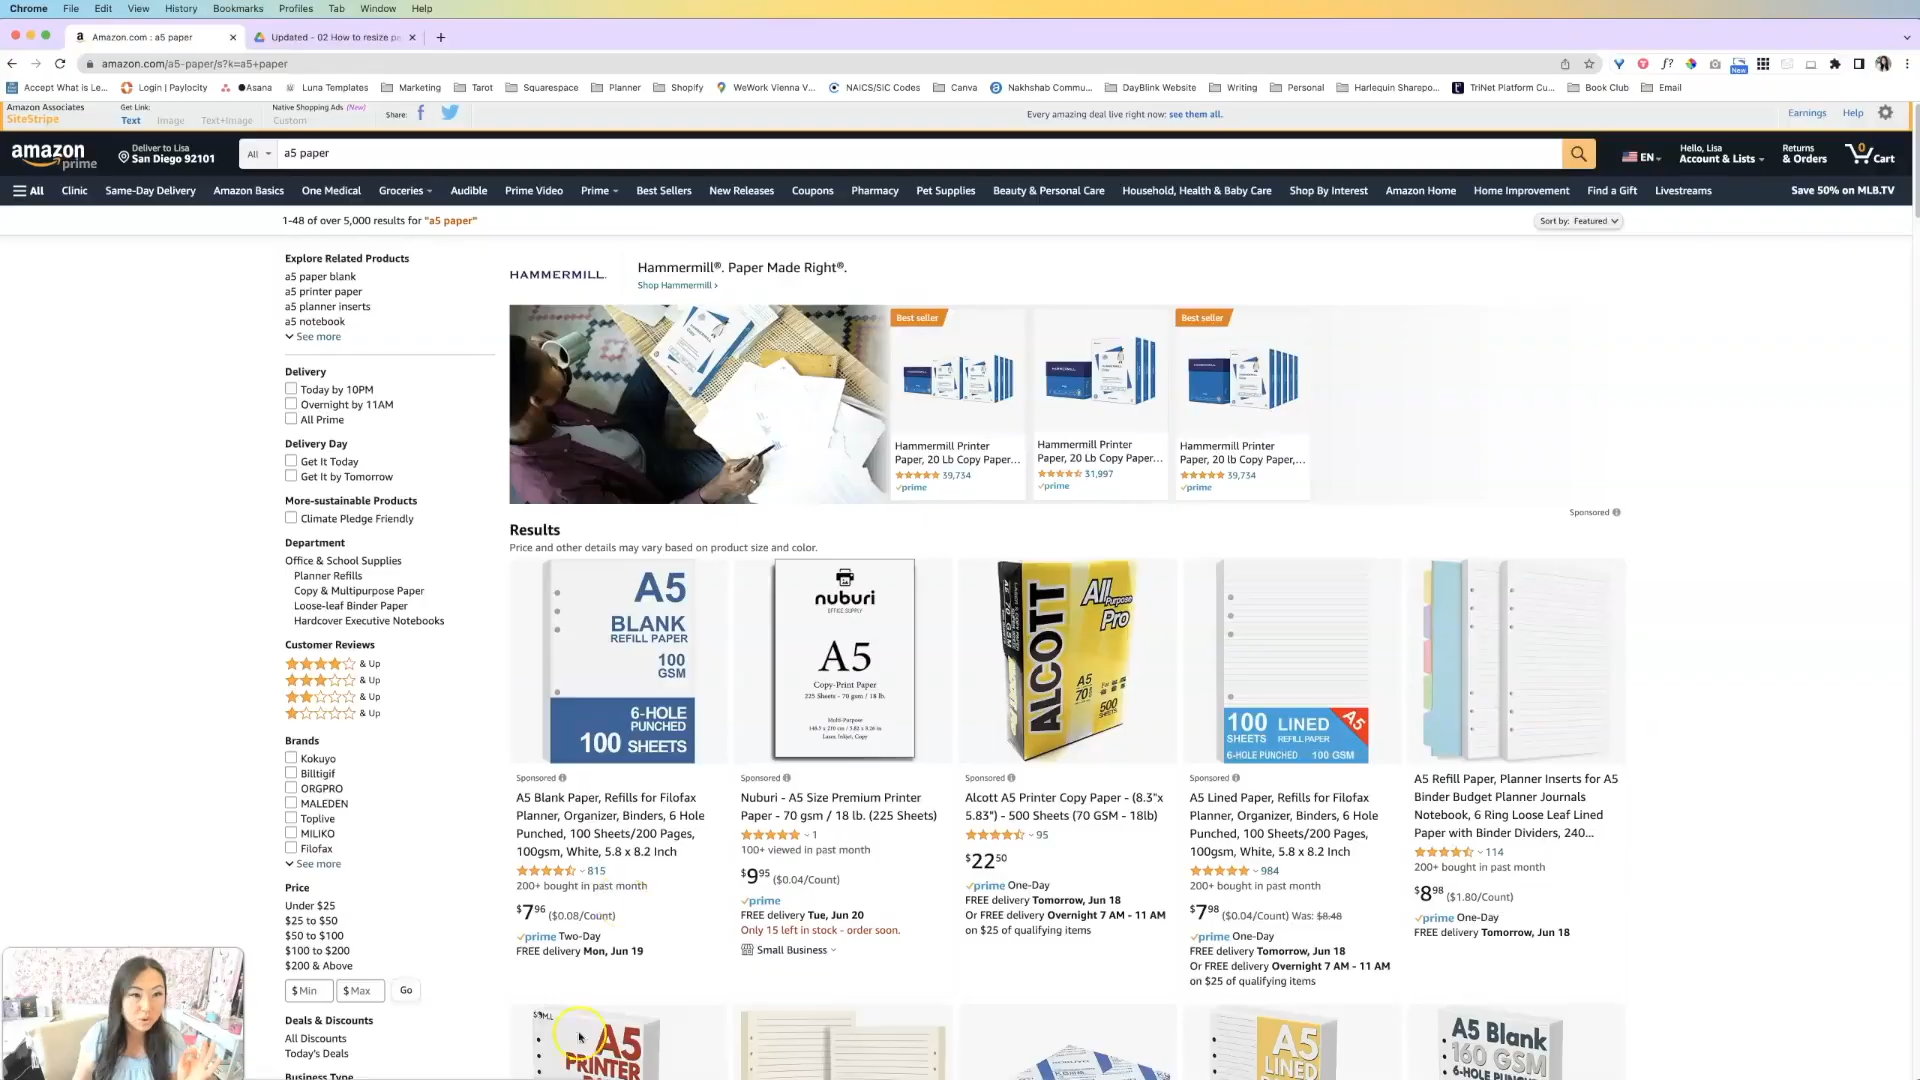 Chrome File Edit View History Bookmarks Profiles Tab Window Help
Amazon.com : a5 paper
Updated - 02 How to resize pa
amazon.com/a5-paper/s?k=a5+paper
New
Accept What is Le... Login | Paylocity Asana Luna Templates Marketing Tarot Squarespace Planner Shopify WeWork Vienna V... NAICS/SIC Codes Canva Nakhshab Commu... DayBlink Website Writing Personal Harlequin Sharepo... TriNet Platform Cu... Book Club Email
Amazon Associates
SiteStripe
Get Link:
Text Image Text+Image
Native Shopping Ads (New)
Custom
Share:
Every amazing deal live right now: see them all.
Earnings Help
amazon prime
Deliver to Lisa
San Diego 92101
All
a5 paper
EN
Hello, Lisa
Account & Lists
Returns
& Orders
0
Cart
All Clinic Same-Day Delivery Amazon Basics One Medical Groceries Audible Prime Video Prime Best Sellers New Releases Coupons Pharmacy Pet Supplies Beauty & Personal Care Household, Health & Baby Care Shop By Interest Amazon Home Home Improvement Find a Gift Livestreams Save 50% on MLB.TV
1-48 of over 5,000 results for "a5 paper"
Sort by: Featured
Explore Related Products
a5 paper blank
a5 printer paper
a5 planner inserts
a5 notebook
See more
Delivery
Today by 10PM
Overnight by 11AM
All Prime
Delivery Day
Get It Today
Get it by Tomorrow
More-sustainable Products
Climate Pledge Friendly
Department
Office & School Supplies
Planner Refills
Copy & Multipurpose Paper
Loose-leaf Binder Paper
Hardcover Executive Notebooks
Customer Reviews
& Up
& Up
& Up
& Up
Brands
Kokuyo
Billtigif
ORGPRO
MALEDEN
Toplive
MILIKO
Filofax
See more
Price
Under $25
$25 to $50
$50 to $100
$100 to $200
$200 & Above
$ Min $ Max Go
Deals & Discounts
All Discounts
Today's Deals
Business Type
HAMMERMILL.
Hammermill®. Paper Made Right®.
Shop Hammermill ›
Best seller
Hammermill Printer
Paper, 20 Lb Copy Paper...
39,734
prime
Hammermill Printer
Paper, 20 Lb Copy Paper...
31,997
prime
Best seller
Hammermill Printer
Paper, 20 lb Copy Paper,...
39,734
prime
Sponsored
Results
Price and other details may vary based on product size and color.
A5
BLANK
REFILL PAPER
100
GSM
6-HOLE
PUNCHED
100 SHEETS
Sponsored
A5 Blank Paper, Refills for Filofax
Planner, Organizer, Binders, 6 Hole
Punched, 100 Sheets/200 Pages,
100gsm, White, 5.8 x 8.2 Inch
815
200+ bought in past month
$7 96 ($0.08/Count)
prime Two-Day
FREE delivery Mon, Jun 19
nuburi
OFFICE SUPPLY
A5
Copy-Print Paper
225 Sheets - 70 gsm / 18 lb.
Multi-Purpose
148.5 x 210 cm / 5.82 x 8.26 in
Laser, Inkjet, Copy
Sponsored
Nuburi - A5 Size Premium Printer
Paper - 70 gsm / 18 lb. (225 Sheets)
1
100+ viewed in past month
$9 95 ($0.04/Count)
prime
FREE delivery Tue, Jun 20
Only 15 left in stock - order soon.
Small Business
ALCOTT
All Purpose
Pro
A5
70
500
SHEETS
Sponsored
Alcott A5 Printer Copy Paper - (8.3"x
5.83") - 500 Sheets (70 GSM - 18lb)
95
$22 50
prime One-Day
FREE delivery Tomorrow, Jun 18
Or FREE delivery Overnight 7 AM - 11 AM
on $25 of qualifying items
100 LINED A5
SHEETS REFILL PAPER
6-HOLE PUNCHED 100 GSM
Sponsored
A5 Lined Paper, Refills for Filofax
Planner, Organizer, Binders, 6 Hole
Punched, 100 Sheets/200 Pages,
100gsm, White, 5.8 x 8.2 Inch
984
200+ bought in past month
$7 98 ($0.04/Count) Was: $8.48
prime One-Day
FREE delivery Tomorrow, Jun 18
Or FREE delivery Overnight 7 AM - 11 AM
on $25 of qualifying items
A5 Refill Paper, Planner Inserts for A5
Binder Budget Planner Journals
Notebook, 6 Ring Loose Leaf Lined
Paper with Binder Dividers, 240...
114
200+ bought in past month
$8 98 ($1.80/Count)
prime One-Day
FREE delivery Tomorrow, Jun 18
A5
PRINTER
A5
LINED
A5 Blank
160 GSM
6-HOLE PUNCHED